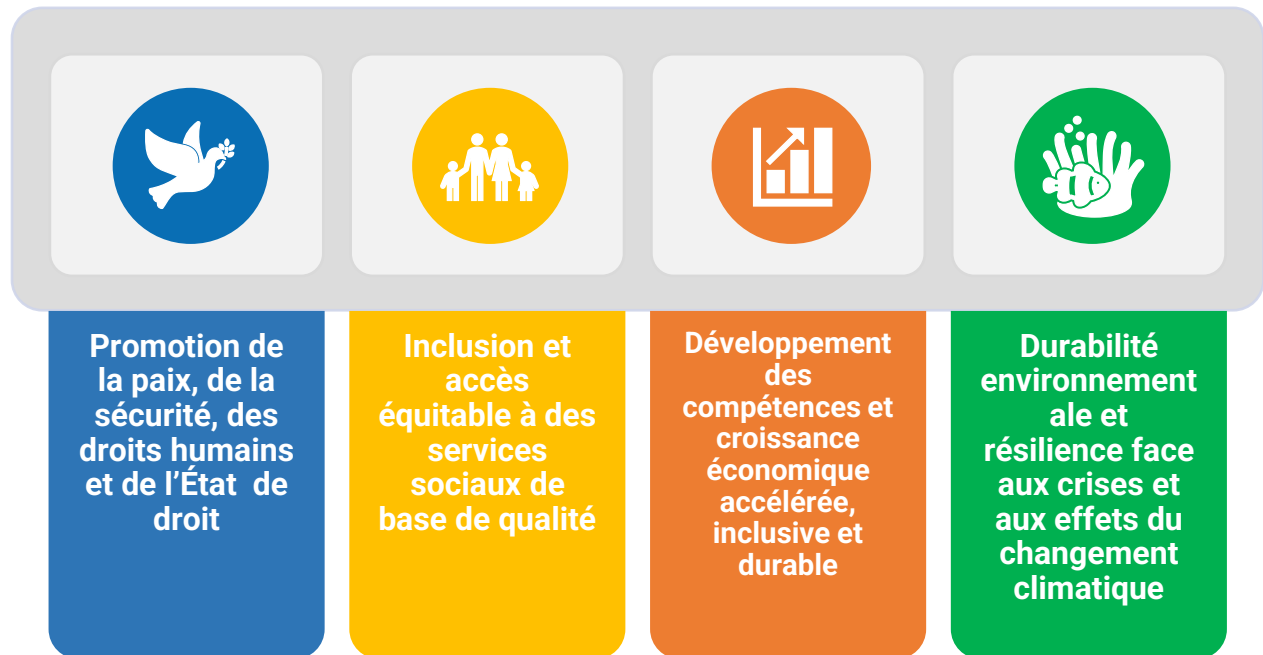 Promotion de
la paix, de la
sécurité, des
droits humains
et de l’État  de
droit
Inclusion et
accès
équitable à des
services
sociaux de
base de qualité
Développement
des
compétences et
croissance
économique
accélérée,
inclusive et
durable
Durabilité
environnement
ale et
résilience face
aux crises et
aux effets du
changement
climatique